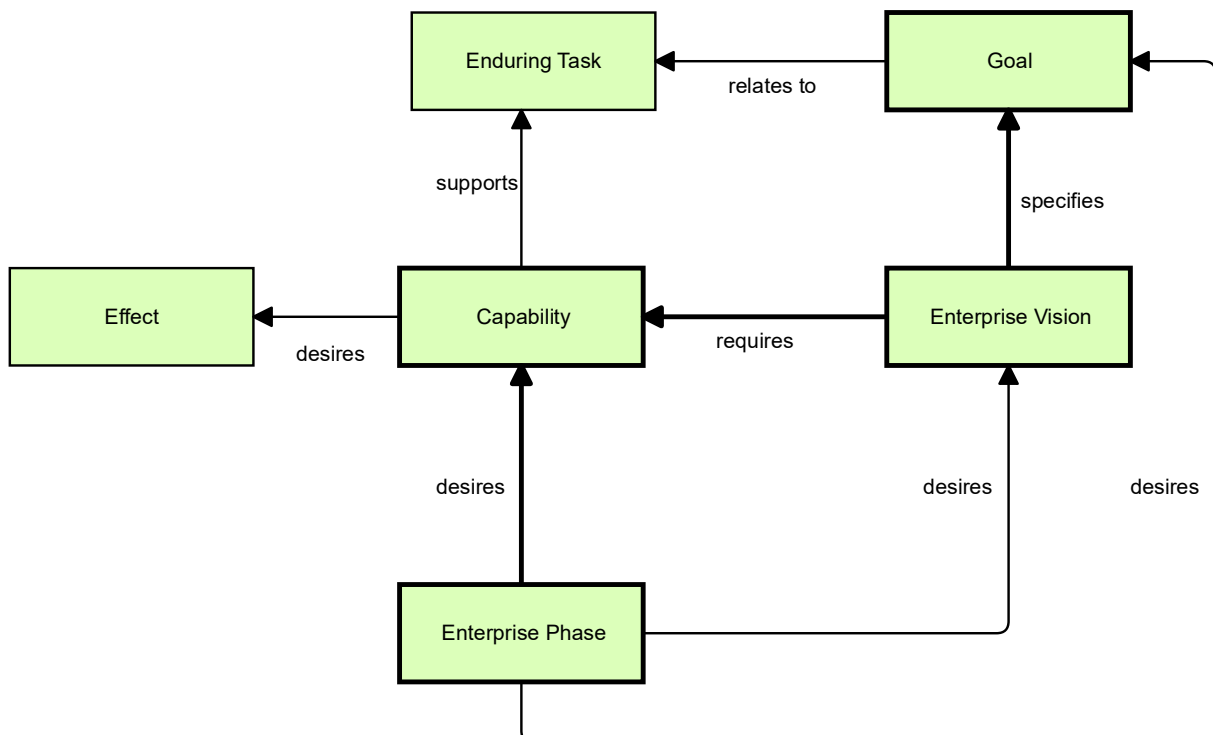 Enduring Task
Goal
relates to
supports
specifies
Effect
Capability
Enterprise Vision
requires
desires
desires
desires
desires
Enterprise Phase